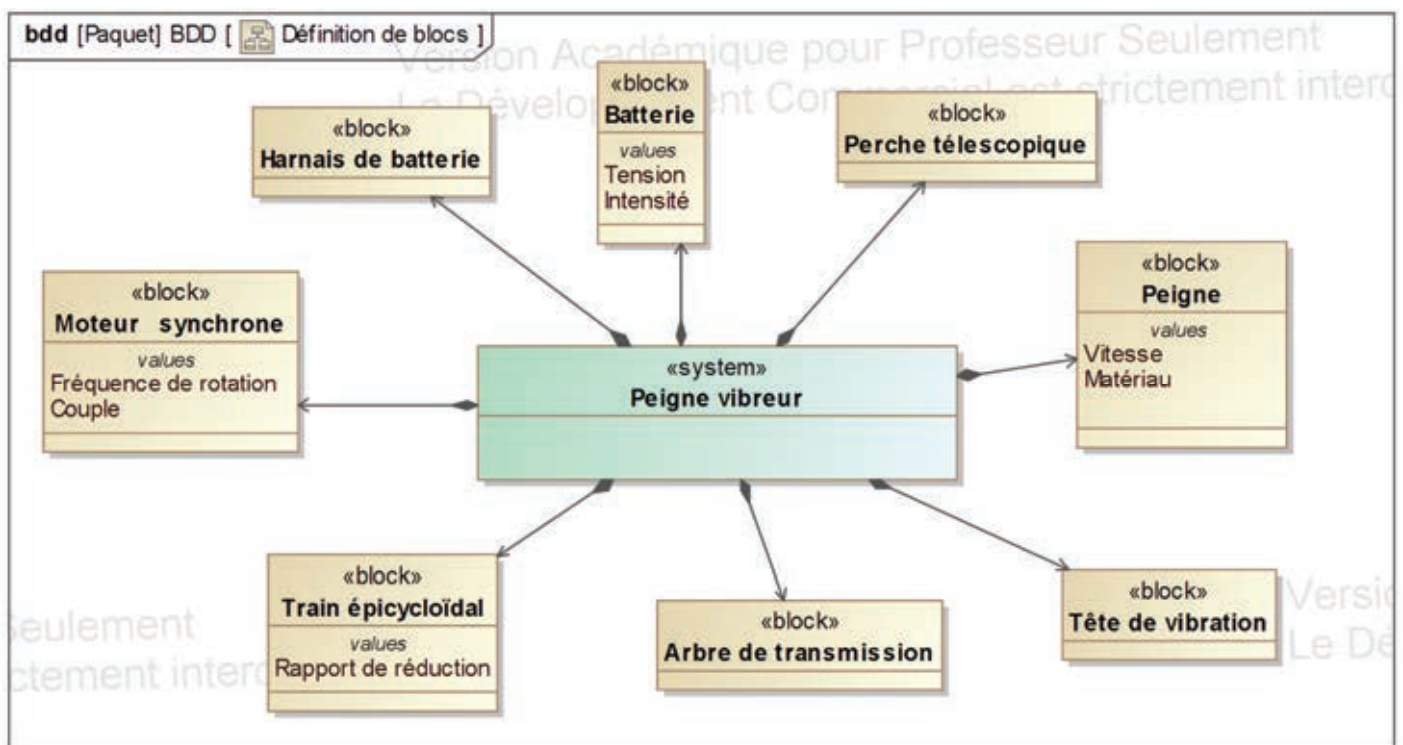 bdd [Paquet] BDD [ Définition de blocs ]
Version Académique pour Professeur Seulement
Le Développement Commercial est strictement interd
«block»
Harnais de batterie
«block»
Batterie
values
Tension
Intensité
«block»
Perche télescopique
«block»
Moteur synchrone
values
Fréquence de rotation
Couple
«system»
Peigne vibreur
«block»
Peigne
values
Vitesse
Matériau
«block»
Train épicycloïdal
values
Rapport de réduction
«block»
Arbre de transmission
«block»
Tête de vibration
Seulement
ctement interd
Versio
Le Dé